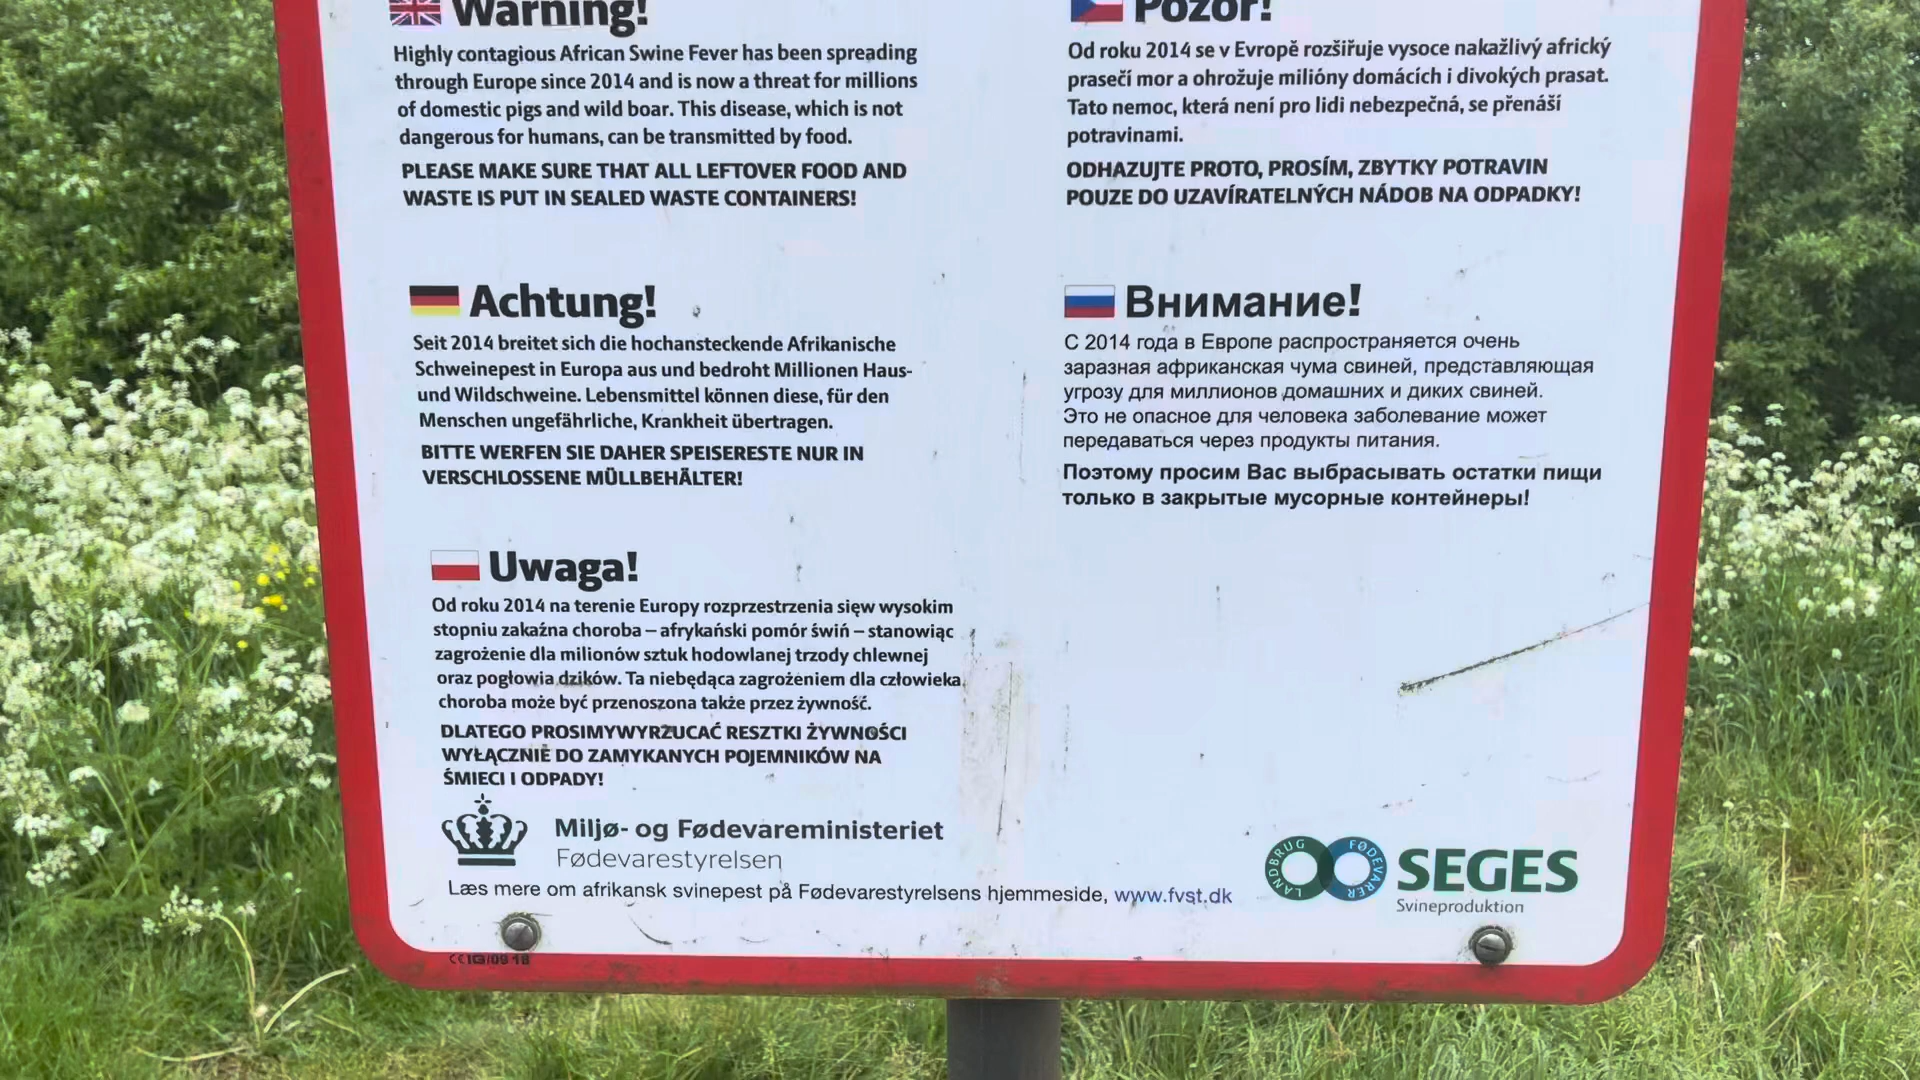 Warning!
Highly contagious African Swine Fever has been spreading
through Europe since 2014 and is now a threat for millions
of domestic pigs and wild boar. This disease, which is not
dangerous for humans, can be transmitted by food.
PLEASE MAKE SURE THAT ALL LEFTOVER FOOD AND
WASTE IS PUT IN SEALED WASTE CONTAINERS!
Achtung!
Seit 2014 breitet sich die hochansteckende Afrikanische
Schweinepest in Europa aus und bedroht Millionen Haus-
und Wildschweine. Lebensmittel können diese, für den
Menschen ungefährliche, Krankheit übertragen.
BITTE WERFEN SIE DAHER SPEISERESTE NUR IN
VERSCHLOSSENE MÜLLBEHÄLTER!
Uwaga!
Od roku 2014 na terenie Europy rozprzestrzenia sięw wysokim
stopniu zakaźna choroba – afrykański pomór świń – stanowiąc
zagrożenie dla milionów sztuk hodowlanej trzody chlewnej
oraz pogłowia dzików. Ta niebędąca zagrożeniem dla człowieka
choroba może być przenoszona także przez żywność.
DLATEGO PROSIMYWYRZUCAĆ RESZTKI ŻYWNOŚCI
WYŁĄCZNIE DO ZAMYKANYCH POJEMNIKÓW NA
ŚMIECI I ODPADY!
Pozor!
Od roku 2014 se v Evropě rozšiřuje vysoce nakažlivý africký
prasečí mor a ohrožuje milióny domácích i divokých prasat.
Tato nemoc, která není pro lidi nebezpečná, se přenáší
potravinami.
ODHAZUJTE PROTO, PROSÍM, ZBYTKY POTRAVIN
POUZE DO UZAVÍRATELNÝCH NÁDOB NA ODPADKY!
Внимание!
С 2014 года в Европе распространяется очень
заразная африканская чума свиней, представляющая
угрозу для миллионов домашних и диких свиней.
Это не опасное для человека заболевание может
передаваться через продукты питания.
Поэтому просим Вас выбрасывать остатки пищи
только в закрытые мусорные контейнеры!
Miljø- og Fødevareministeriet
Fødevarestyrelsen
Læs mere om afrikansk svinepest på Fødevarestyrelsens hjemmeside, www.fvst.dk
LANDBRUG FØDEVARER
SEGES
Svineproduktion